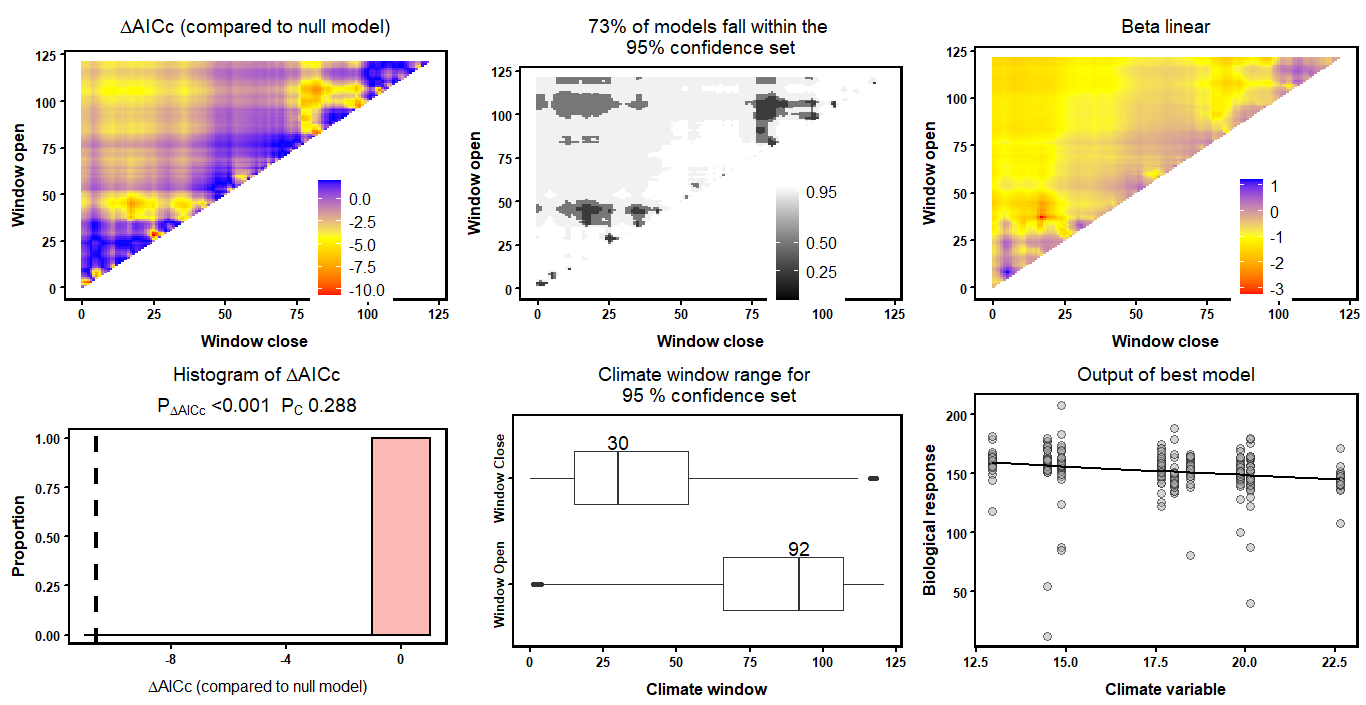 ΔAICc (compared to null model)
125
100
75
50
25
0
Window open
0.0
-2.5
-5.0
-7.5
-10.0
0 25 50 75 100 125
Window close
73% of models fall within the
95% confidence set
125
100
75
50
25
0
Window open
0.95
0.50
0.25
0 25 50 75 100 125
Window close
Beta linear
125
100
75
50
25
0
Window open
1
0
-1
-2
-3
0 25 50 75 100 125
Window close
Histogram of ΔAICc
PΔAICc <0.001 PC 0.288
1.00
0.75
0.50
0.25
0.00
Proportion
-8 -4 0
ΔAICc (compared to null model)
Climate window range for
95 % confidence set
Window Close
30
Window Open
92
0 25 50 75 100 125
Climate window
Output of best model
200
150
100
50
Biological response
12.5 15.0 17.5 20.0 22.5
Climate variable